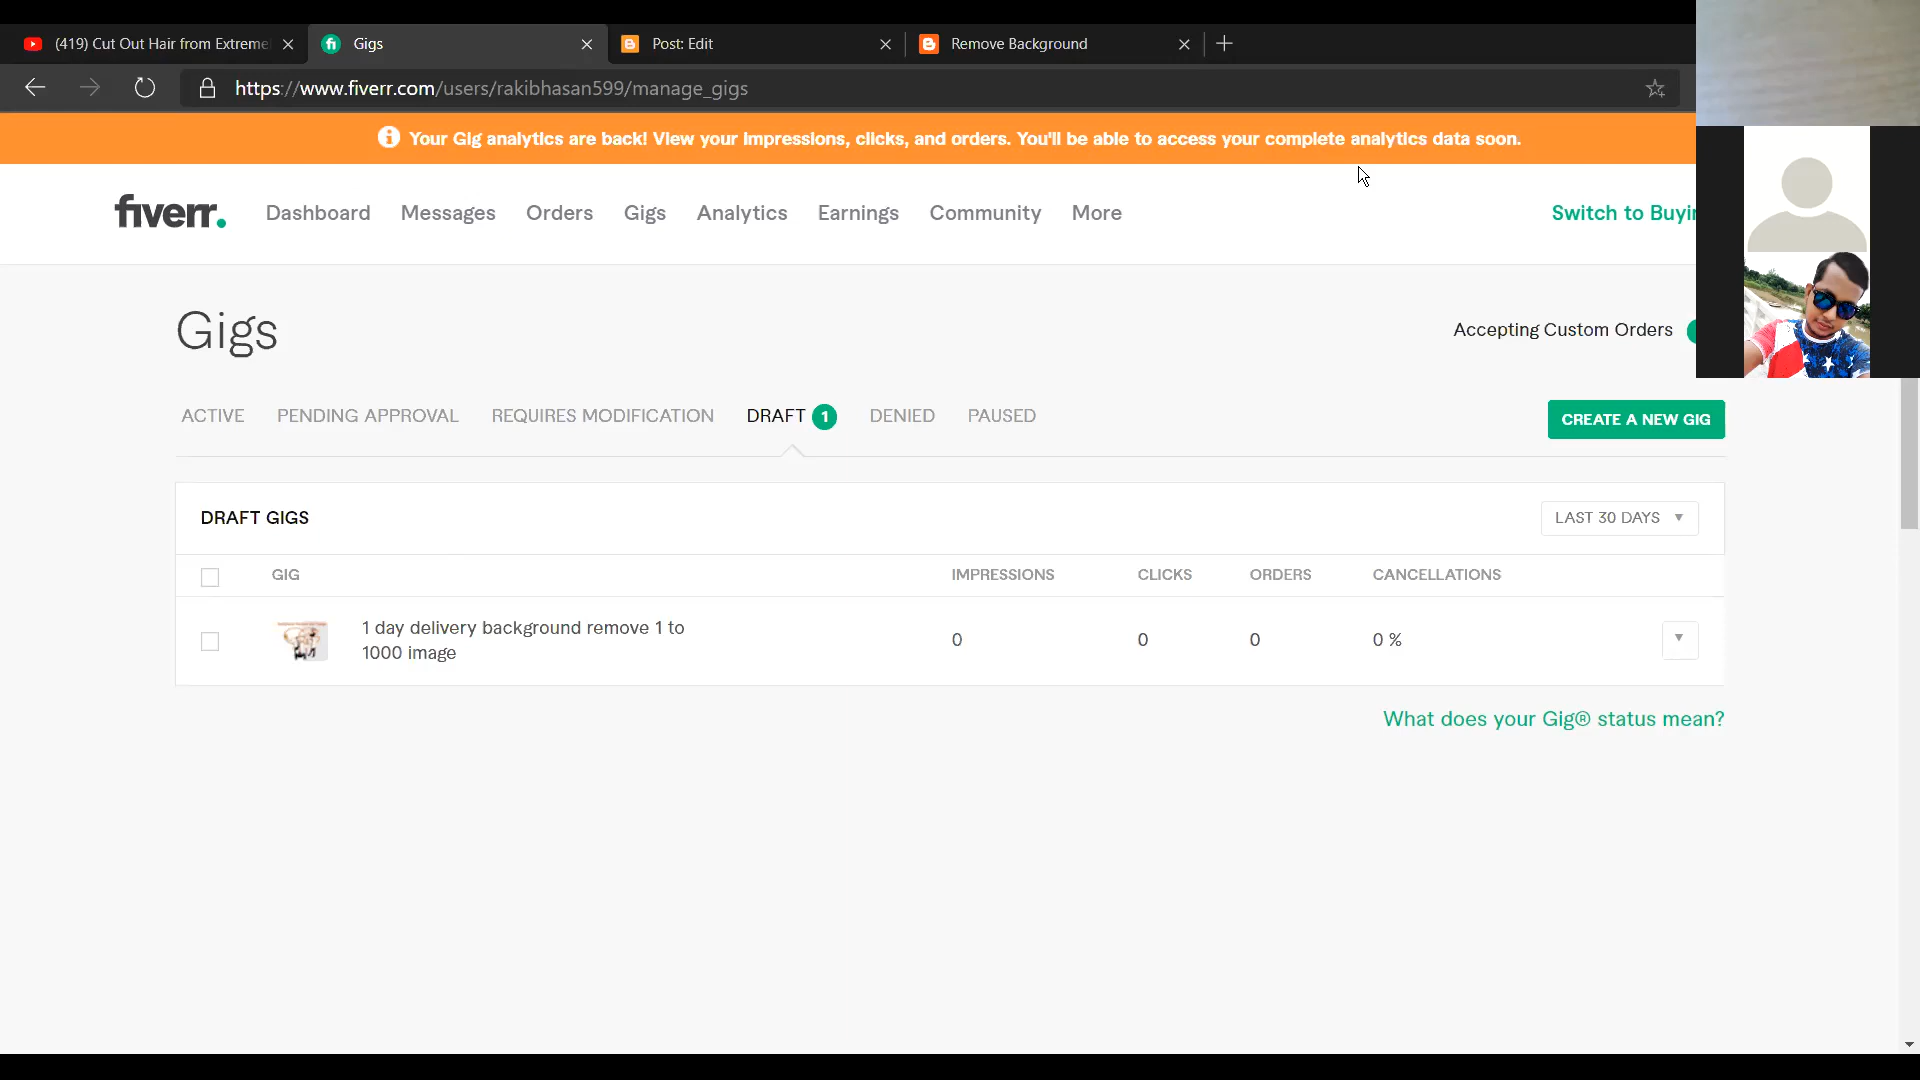 (419) Cut Out Hair from Extreme
Gigs
Post: Edit
Remove Background
https://www.fiverr.com/users/rakibhasan599/manage_gigs
Your Gig analytics are back! View your impressions, clicks, and orders. You'll be able to access your complete analytics data soon.
fiverr.
Dashboard
Messages
Orders
Gigs
Analytics
Earnings
Community
More
Switch to Buyin
Gigs
Accepting Custom Orders
ACTIVE
PENDING APPROVAL
REQUIRES MODIFICATION
DRAFT 1
DENIED
PAUSED
CREATE A NEW GIG
DRAFT GIGS
LAST 30 DAYS
GIG
IMPRESSIONS
CLICKS
ORDERS
CANCELLATIONS
1 day delivery background remove 1 to
1000 image
0
0
0
0 %
What does your Gig® status mean?